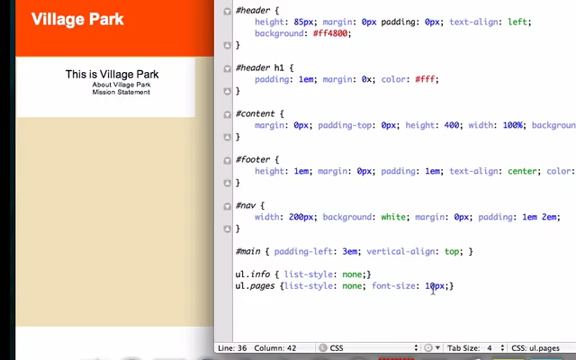 Village Park
This is Village Park
About Village Park
Mission Statement
#header {
height: 85px; margin: 0px padding: 0px; text-align: left;
background: #ff4800;
}
#header h1 {
padding: 1em; margin: 0x; color: #fff;
}
#content {
margin: 0px; padding-top: 0px; height: 400; width: 100%; backgroun
}
#footer {
height: 1em; margin: 0px; padding: 1em; text-align: center; color:
}
#nav {
width: 200px; background: white; margin: 0px; padding: 1em 2em;
}
#main { padding-left: 3em; vertical-align: top; }
ul.info { list-style: none;}
ul.pages {list-style: none; font-size: 10px;}
Line: 36 Column: 42 CSS Tab Size: 4 CSS: ul.pages